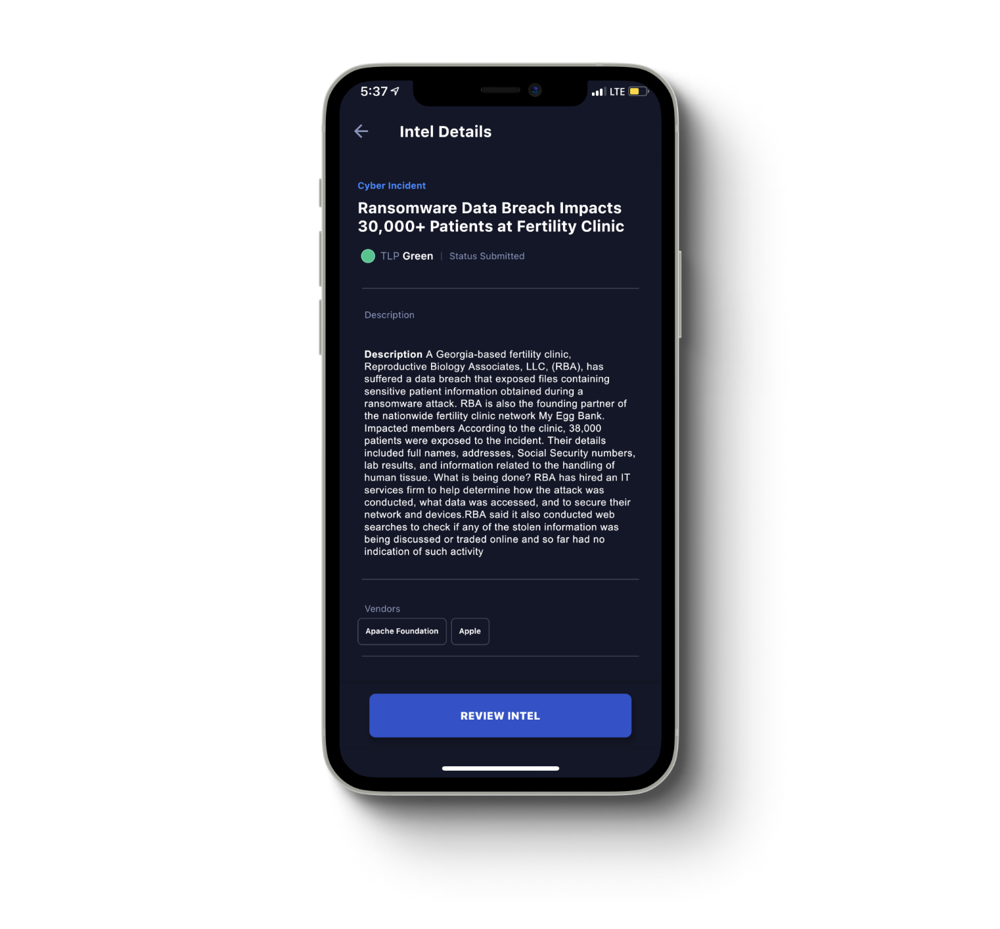 5:37 LTE
Intel Details
Cyber Incident
Ransomware Data Breach Impacts
30,000+ Patients at Fertility Clinic
TLP Green | Status Submitted
Description
Description A Georgia-based fertility clinic,
Reproductive Biology Associates, LLC, (RBA), has
suffered a data breach that exposed files containing
sensitive patient information obtained during a
ransomware attack. RBA is also the founding partner of
the nationwide fertility clinic network My Egg Bank.
Impacted members According to the clinic, 38,000
patients were exposed to the incident. Their details
included full names, addresses, Social Security numbers,
lab results, and information related to the handling of
human tissue. What is being done? RBA has hired an IT
services firm to help determine how the attack was
conducted, what data was accessed, and to secure their
network and devices.RBA said it also conducted web
searches to check if any of the stolen information was
being discussed or traded online and so far had no
indication of such activity
Vendors
Apache Foundation Apple
REVIEW INTEL